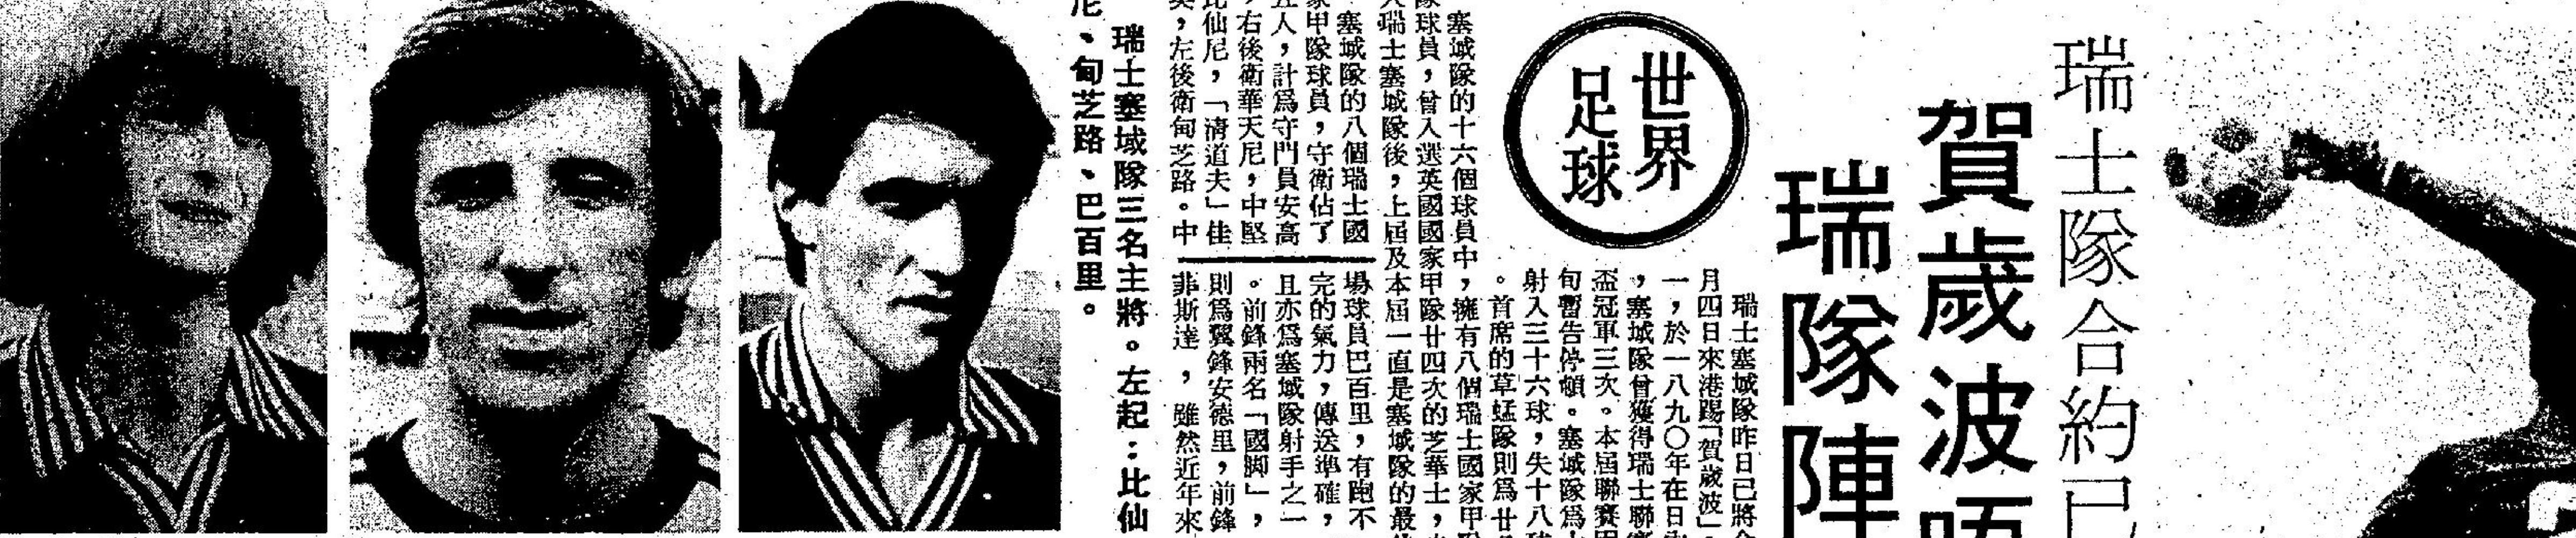 瑞士隊合約已
賀歲波唔
瑞隊陣
世界
足球
瑞士塞城隊昨日已將合
月四日來港踢「賀歲波」
一,於一八九〇年在日內
,塞城隊曾獲得瑞士聯
盃冠軍三次。本屆聯賽因
旬暫告停頓。塞城隊為
射入三十六球,失十八球
。首席的草蜢隊則為廿
塞城隊的十六個球員中,擁有八個瑞士國家甲
隊球員,曾入選英國國家甲隊廿四次的芝華士,
入瑞士塞城隊後,上屆及本屆一直是塞城隊的最
塞城隊的八個瑞士國
家甲隊球員,守衛佔了
五人,計為守門員安高
,右後衛華天尼,中堅
比仙尼,「清道夫」佳
奕,左後衛甸芝路。中
場球員巴百里,有跑不
完的氣力,傳送準確,
且亦為塞城隊射手之一
。前鋒兩名「國脚」,
則為翼鋒安德里,前鋒
菲斯達,雖然近年來
瑞士塞域隊三名主將。左起:比仙
尼、甸芝路、巴百里。